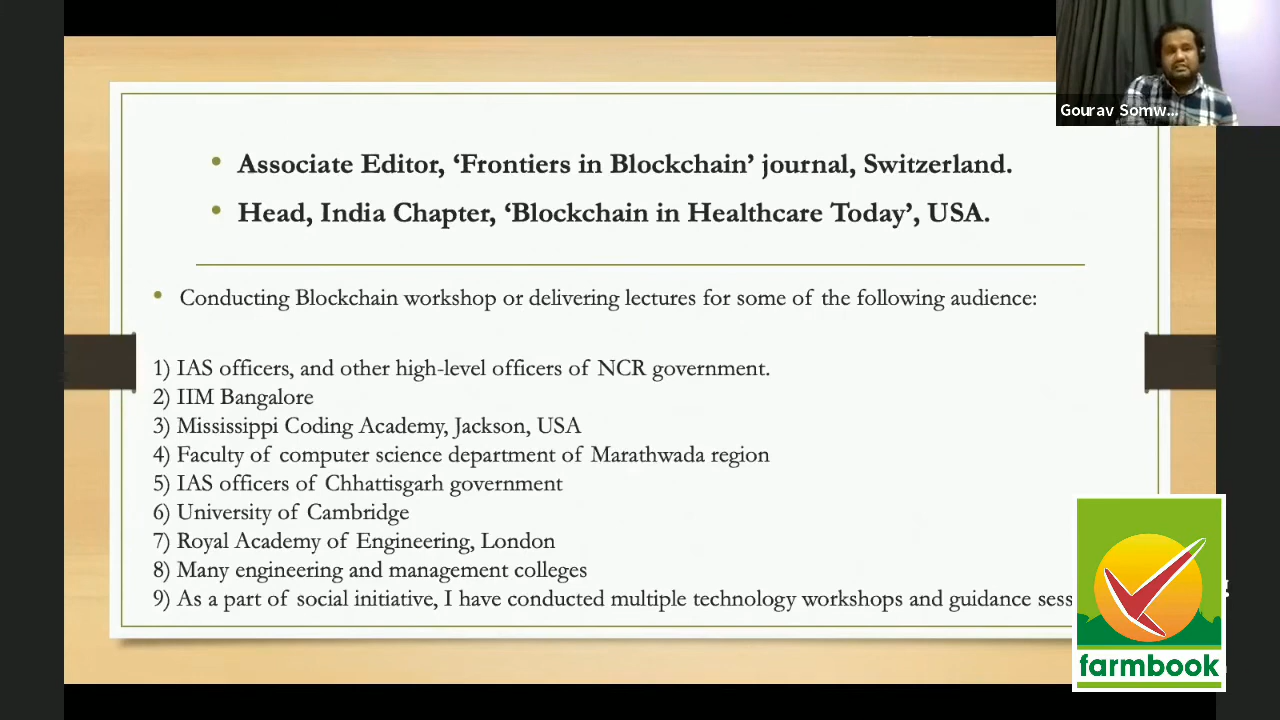 Gourav Somw...
• Associate Editor, ‘Frontiers in Blockchain’ journal, Switzerland.
• Head, India Chapter, ‘Blockchain in Healthcare Today’, USA.
• Conducting Blockchain workshop or delivering lectures for some of the following audience:
1) IAS officers, and other high-level officers of NCR government.
2) IIM Bangalore
3) Mississippi Coding Academy, Jackson, USA
4) Faculty of computer science department of Marathwada region
5) IAS officers of Chhattisgarh government
6) University of Cambridge
7) Royal Academy of Engineering, London
8) Many engineering and management colleges
9) As a part of social initiative, I have conducted multiple technology workshops and guidance sess
farmbook